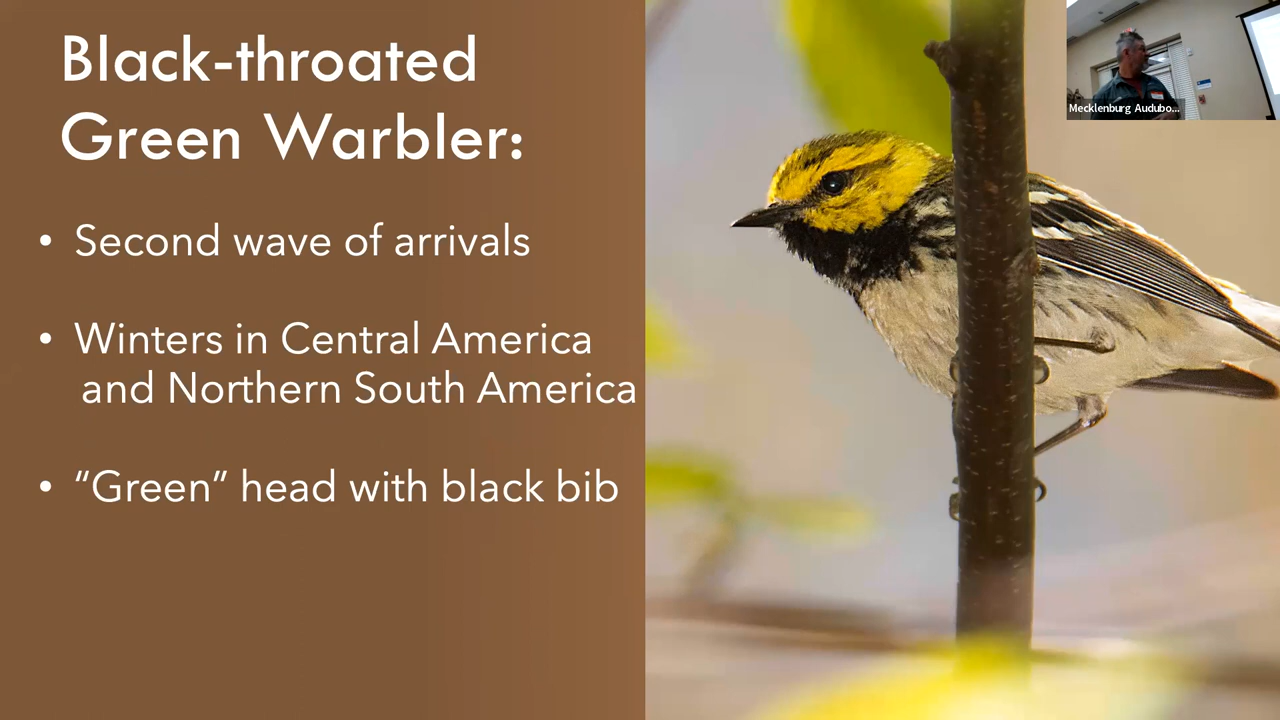 Black-throated
Green Warbler:
• Second wave of arrivals
• Winters in Central America
and Northern South America
• “Green” head with black bib
Mecklenburg Audubo...